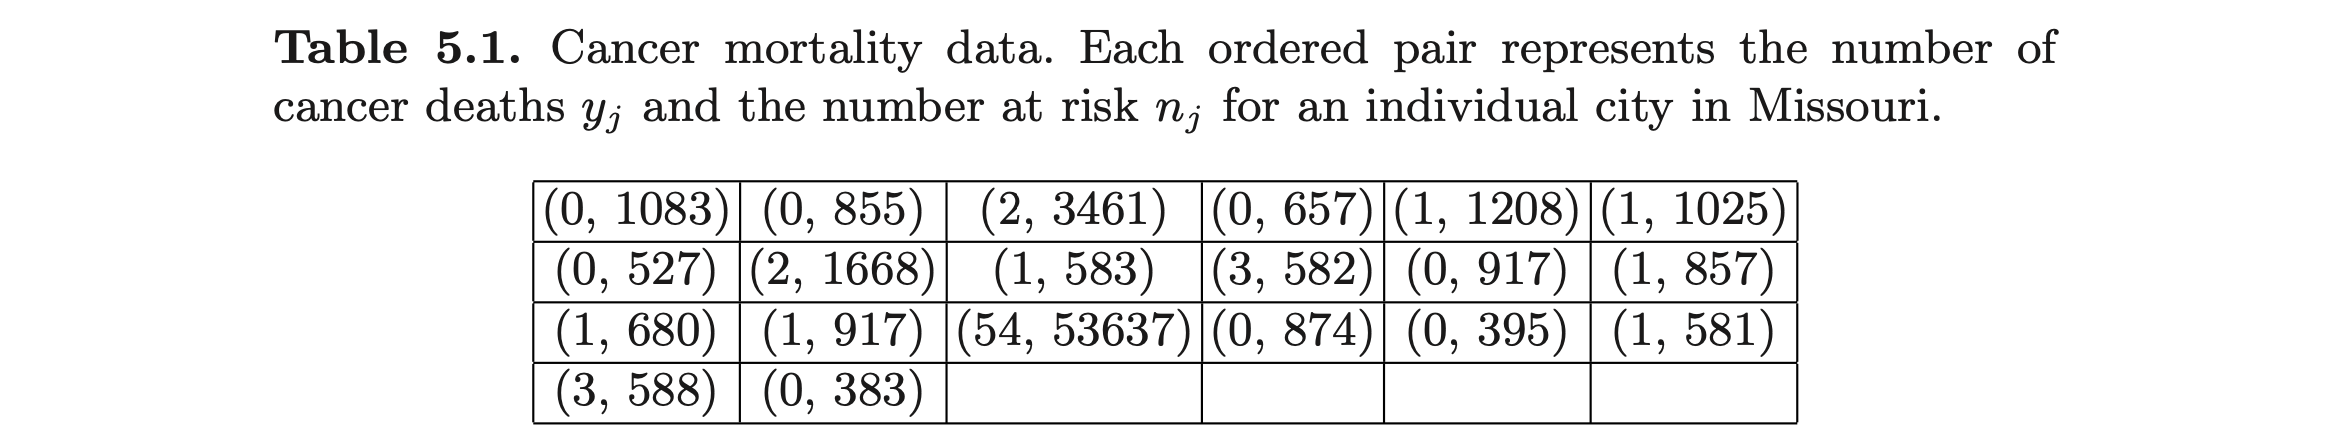 Table 5.1. Cancer mortality data. Each ordered pair represents the number of
cancer deaths yj and the number at risk nj for an individual city in Missouri.
(0, 1083) (0, 855) (2, 3461) (0, 657) (1, 1208) (1, 1025)
(0, 527) (2, 1668) (1, 583) (3, 582) (0, 917) (1, 857)
(1, 680) (1, 917) (54, 53637) (0, 874) (0, 395) (1, 581)
(3, 588) (0, 383)